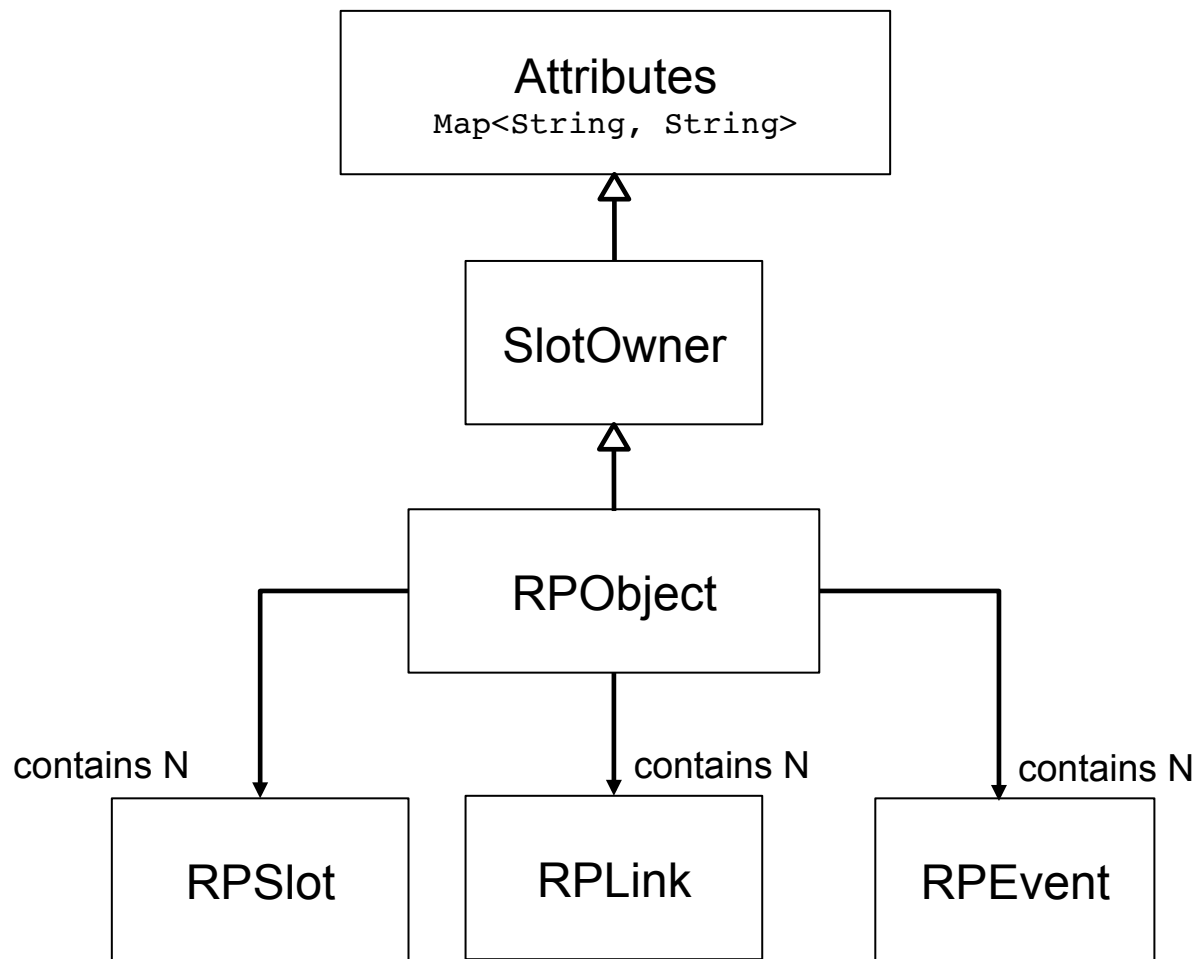 Attributes
Map<String, String>
SlotOwner
RPObject
contains N
contains N
contains N
RPSlot
RPLink
RPEvent